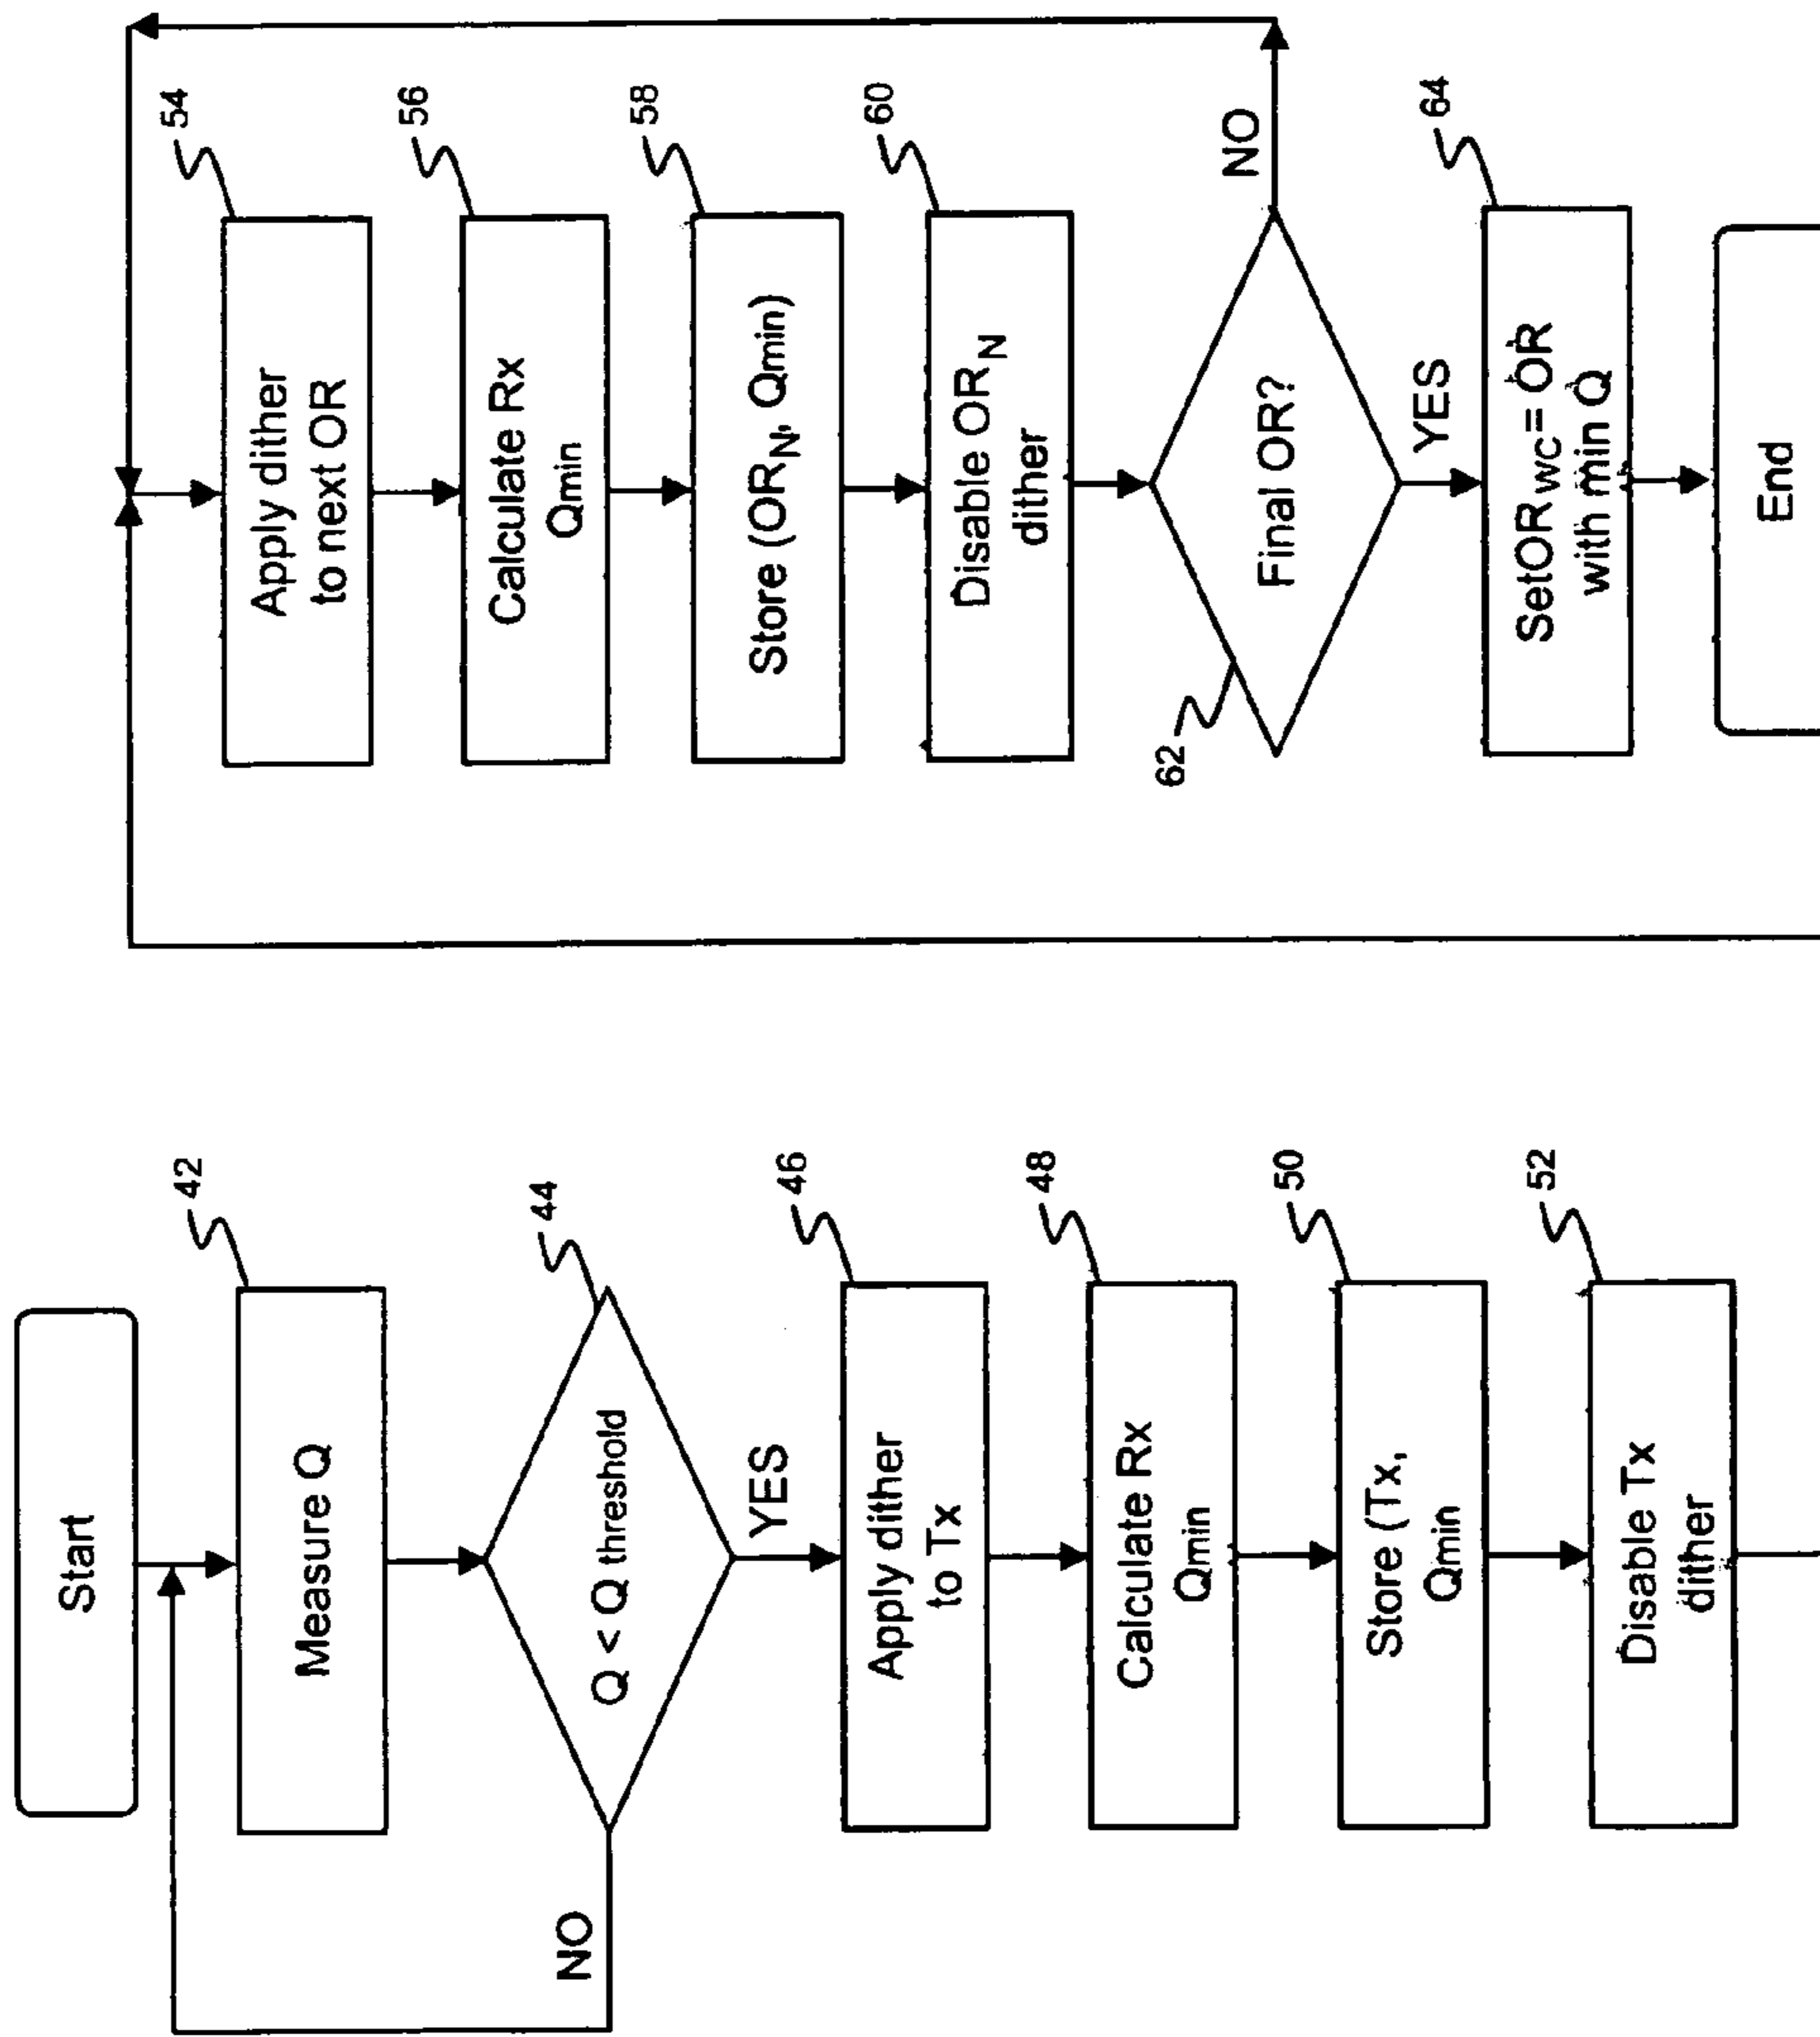 Start
42
Measure Q
44
Q < Q threshold
NO
YES
46
Apply dither
to Tx
48
Calculate Rx
Qmin
50
Store (Tx,
Qmin
52
Disable Tx
dither
54
Apply dither
to next OR
56
Calculate Rx
Qmin
58
Store (ORN, Qmin)
60
Disable ORN
dither
62
Final OR?
NO
YES
64
SetORWC= OR
with min Q
End